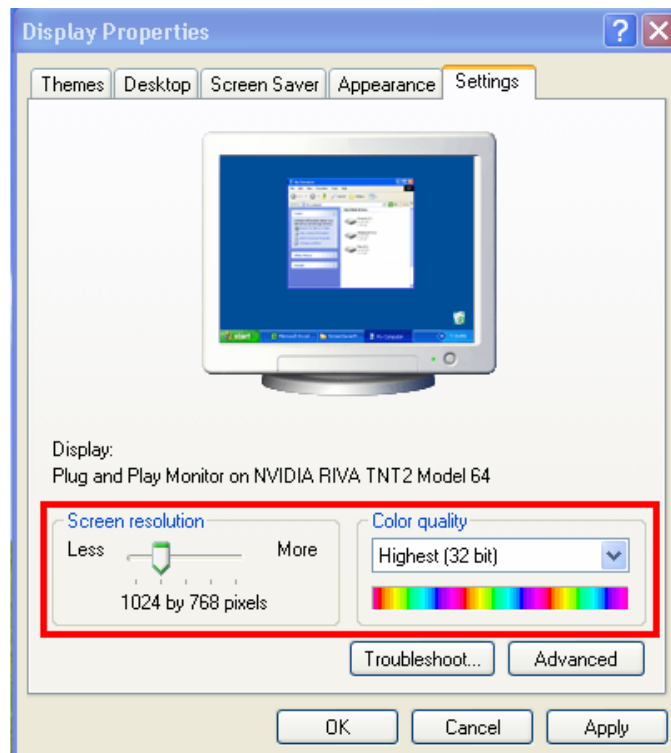 Display Properties
Themes Desktop Screen Saver Appearance Settings
start
Display:
Plug and Play Monitor on NVIDIA RIVA TNT2 Model 64
Screen resolution
Less More
1024 by 768 pixels
Color quality
Highest (32 bit)
Troubleshoot... Advanced
OK Cancel Apply